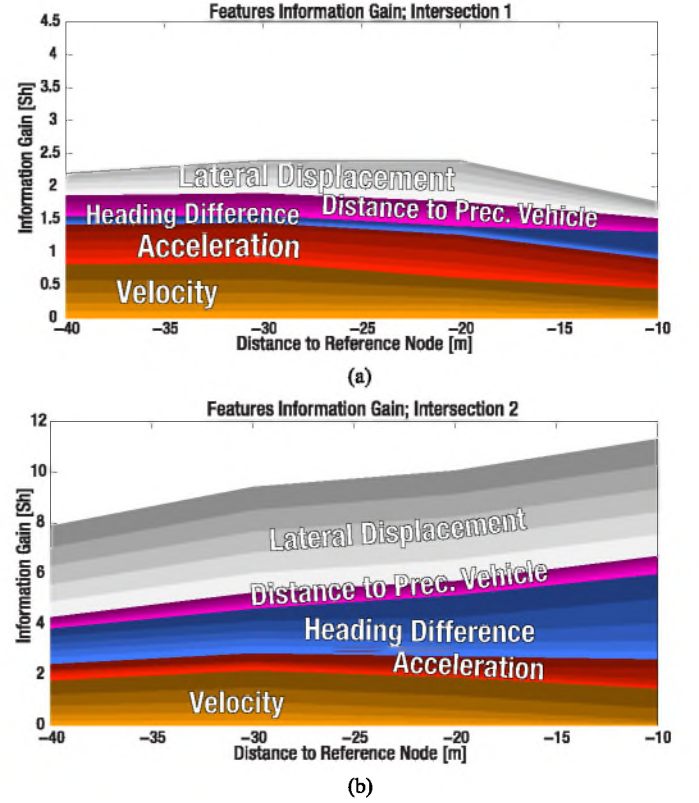 Features Information Gain; Intersection 1
4.5
4
3.5
3
2.5
2
1.5
1
0.5
0
Information Gain [Sh]
Lateral Displacement
Distance to Prec. Vehicle
Heading Difference
Acceleration
Velocity
−40 −35 −30 −25 −20 −15 −10
Distance to Reference Node [m]
(a)
Features Information Gain; Intersection 2
12
10
8
6
4
2
0
Information Gain [Sh]
Lateral Displacement
Distance to Prec. Vehicle
Heading Difference
Acceleration
Velocity
−40 −35 −30 −25 −20 −15 −10
Distance to Reference Node [m]
(b)